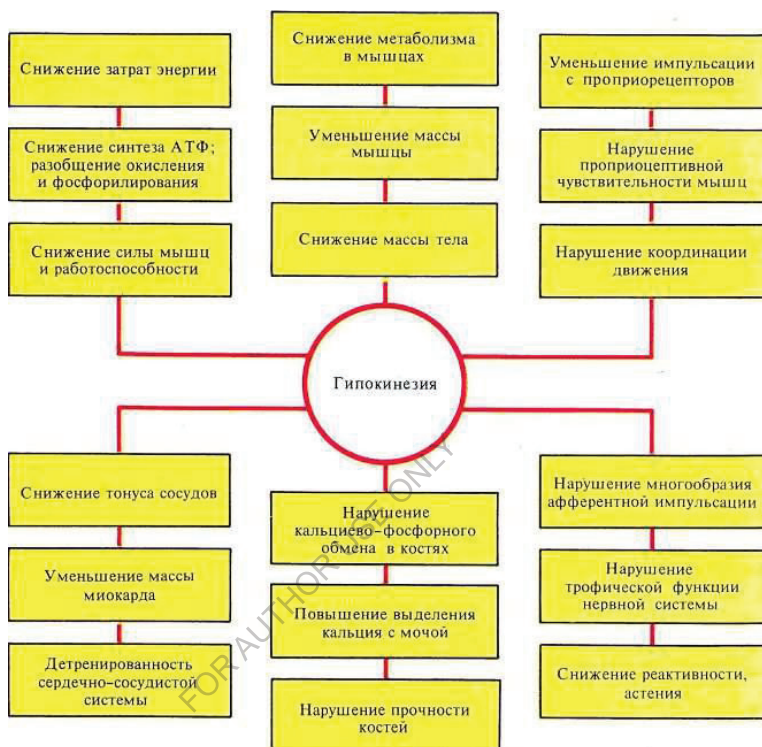 Снижение затрат энергии
Снижение синтеза АТФ;
разобщение окисления
и фосфорилирования
Снижение силы мышц
и работоспособности
Снижение метаболизма
в мышцах
Уменьшение массы
мышцы
Снижение массы тела
Уменьшение импульсации
с проприорецепторов
Нарушение
проприоцептивной
чувствительности мышц
Нарушение координации
движения
Гипокинезия
Снижение тонуса сосудов
Уменьшение массы
миокарда
Детренированность
сердечно-сосудистой
системы
Нарушение
кальциево-фосфорного
обмена в костях
Повышение выделения
кальция с мочой
Нарушение прочности
костей
Нарушение многообразия
афферентной импульсации
Нарушение
трофической функции
нервной системы
Снижение реактивности,
астения
FOR AUTHOR USE ONLY